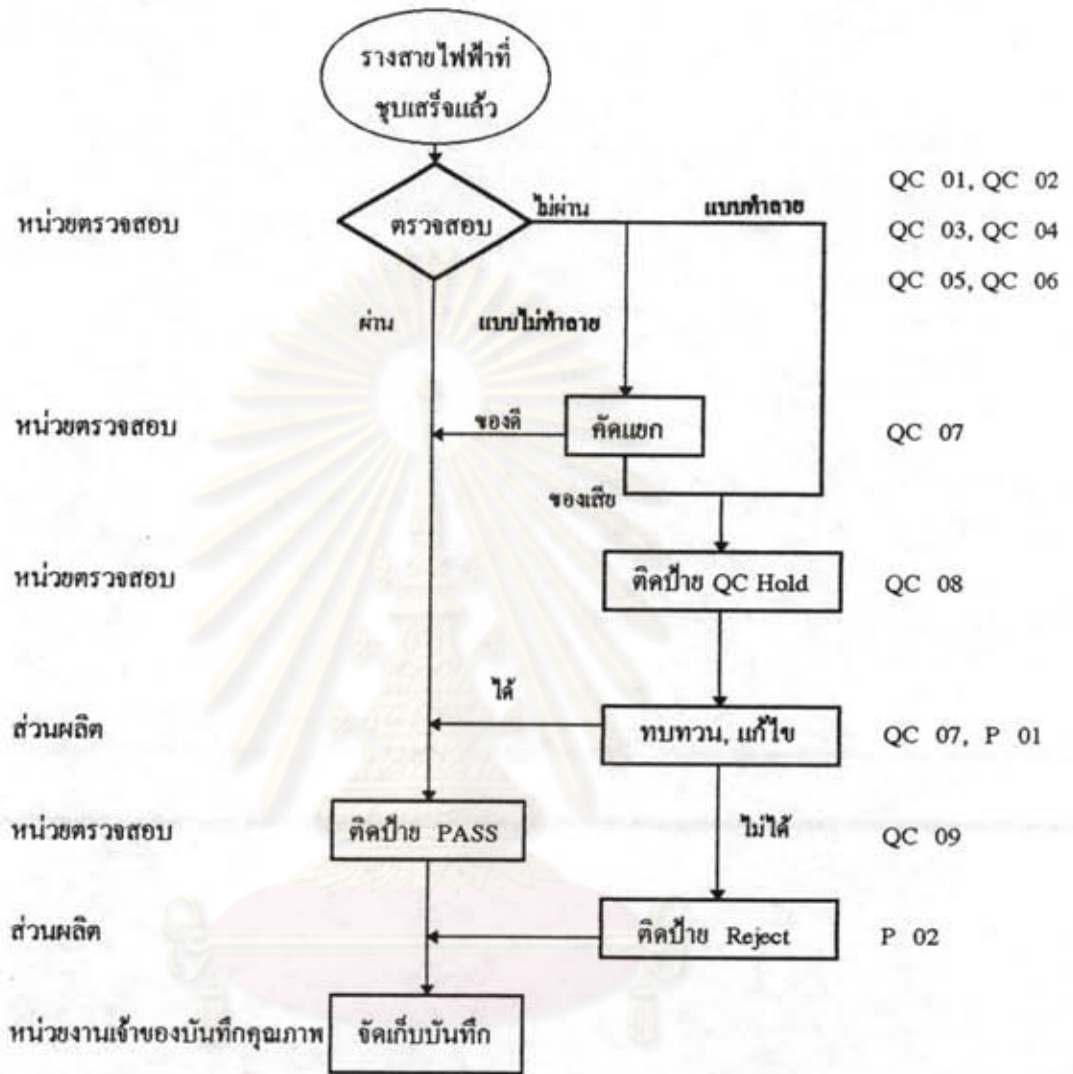 รางสายไฟฟ้าที่
ชุบเสร็จแล้ว
QC 01, QC 02
หน่วยตรวจสอบ
ตรวจสอบ
ไม่ผ่าน
แบบทำลาย
QC 03, QC 04
QC 05, QC 06
ผ่าน
แบบไม่ทำลาย
หน่วยตรวจสอบ
ของดี
คัดแยก
QC 07
ของเสีย
หน่วยตรวจสอบ
ติดป้าย QC Hold
QC 08
ได้
ส่วนผลิต
ทบทวน, แก้ไข
QC 07, P 01
หน่วยตรวจสอบ
ติดป้าย PASS
ไม่ได้
QC 09
ส่วนผลิต
ติดป้าย Reject
P 02
หน่วยงานเจ้าของบันทึกคุณภาพ
จัดเก็บบันทึก